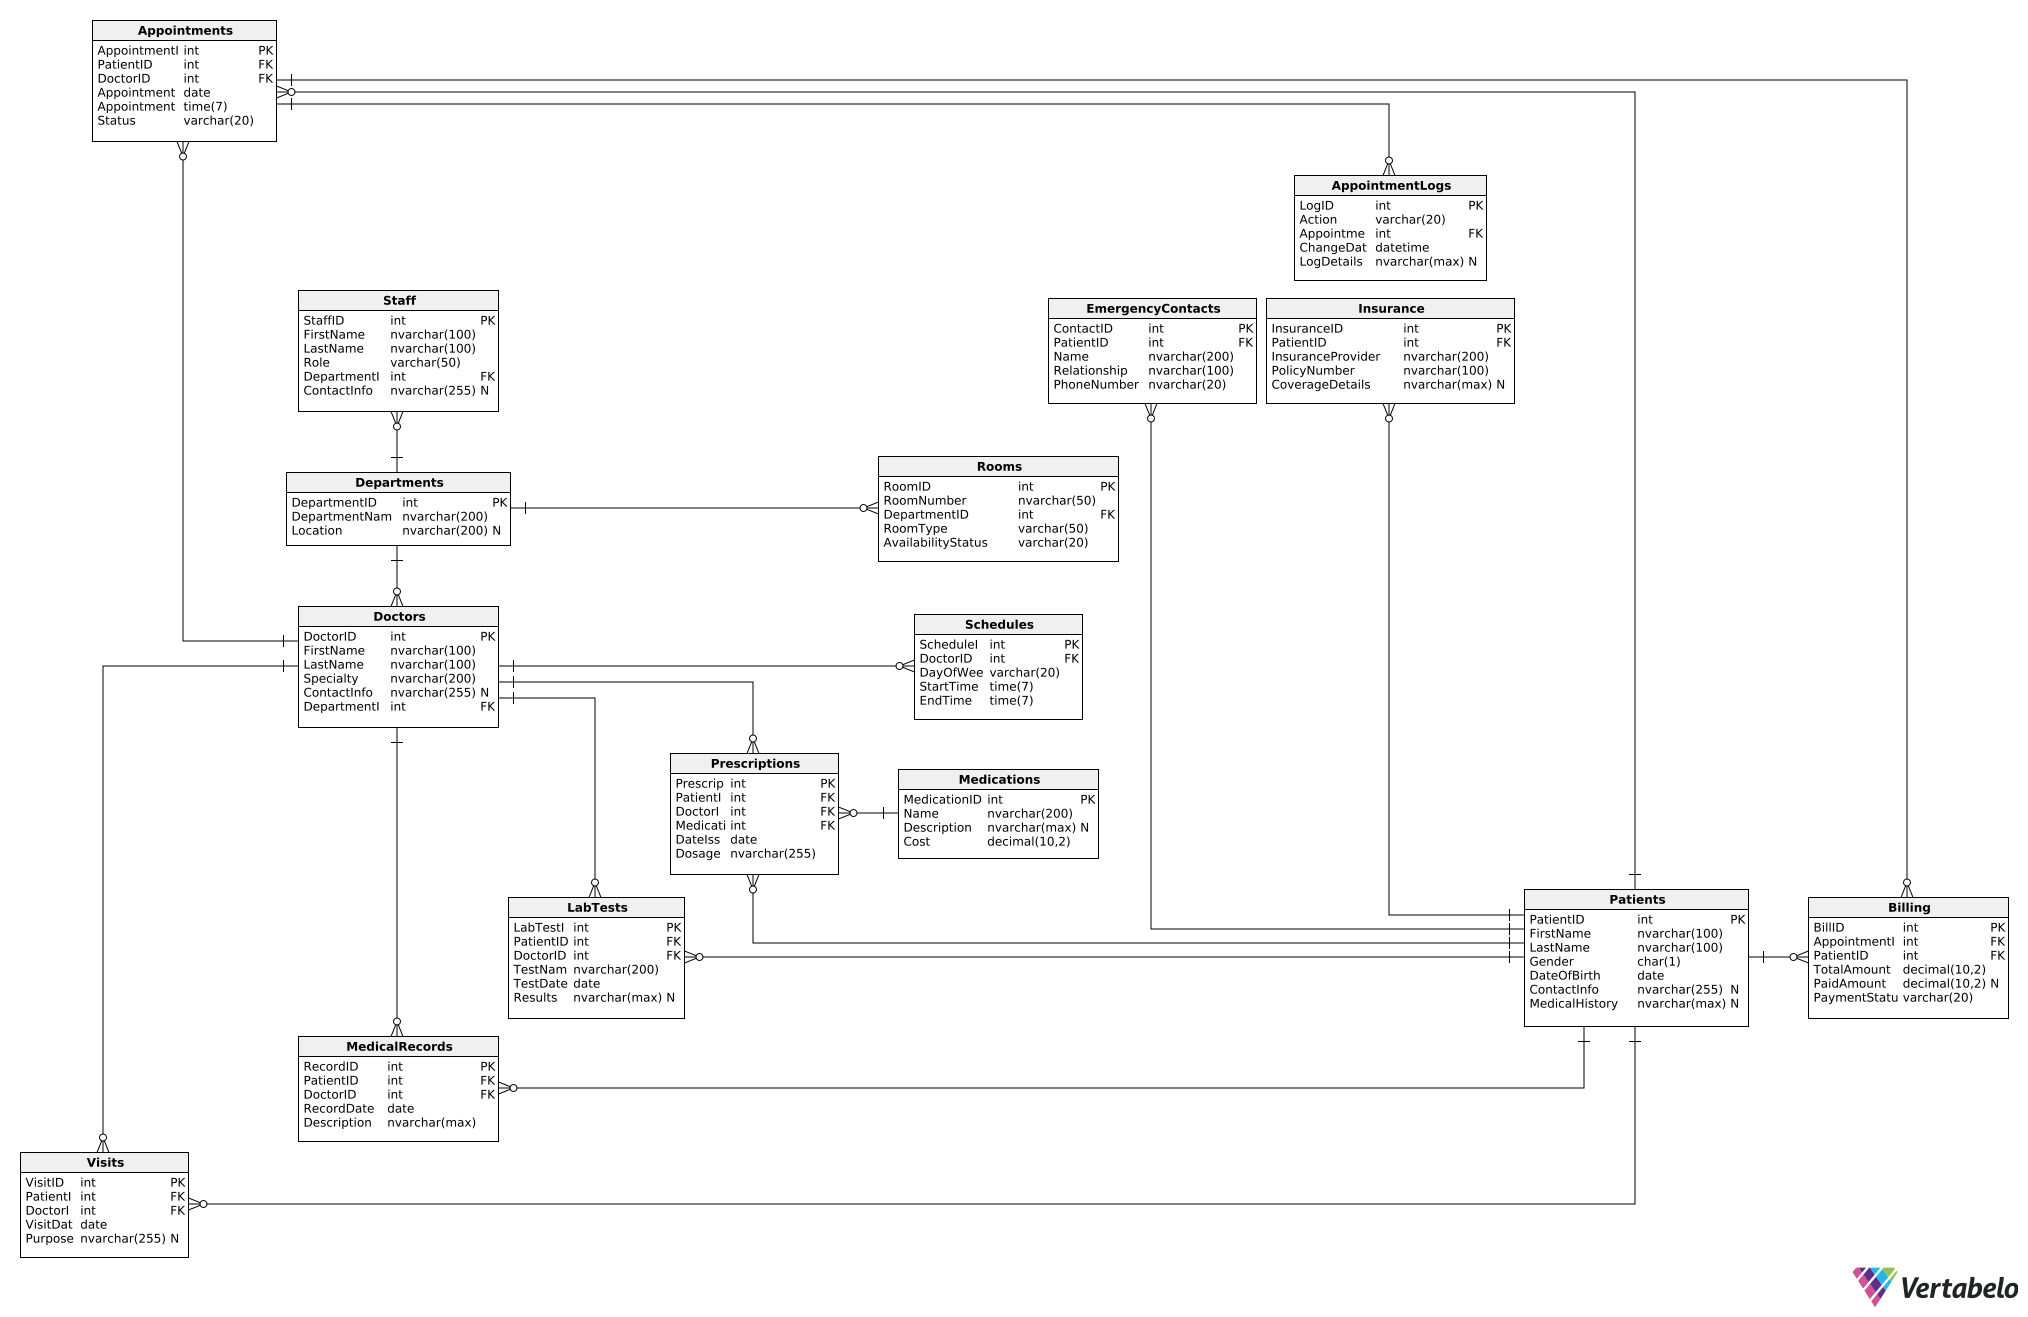 Appointments
AppointmentI int PK
PatientID int FK
DoctorID int FK
Appointment date
Appointment time(7)
Status varchar(20)
AppointmentLogs
LogID int PK
Action varchar(20)
Appointme int FK
ChangeDat datetime
LogDetails nvarchar(max) N
Staff
StaffID int PK
FirstName nvarchar(100)
LastName nvarchar(100)
Role varchar(50)
DepartmentI int FK
ContactInfo nvarchar(255) N
EmergencyContacts
ContactID int PK
PatientID int FK
Name nvarchar(200)
Relationship nvarchar(100)
PhoneNumber nvarchar(20)
Insurance
InsuranceID int PK
PatientID int FK
InsuranceProvider nvarchar(200)
PolicyNumber nvarchar(100)
CoverageDetails nvarchar(max) N
Departments
DepartmentID int PK
DepartmentNam nvarchar(200)
Location nvarchar(200) N
Rooms
RoomID int PK
RoomNumber nvarchar(50)
DepartmentID int FK
RoomType varchar(50)
AvailabilityStatus varchar(20)
Doctors
DoctorID int PK
FirstName nvarchar(100)
LastName nvarchar(100)
Specialty nvarchar(200)
ContactInfo nvarchar(255) N
DepartmentI int FK
Schedules
ScheduleI int PK
DoctorID int FK
DayOfWee varchar(20)
StartTime time(7)
EndTime time(7)
Prescriptions
Prescrip int PK
PatientI int FK
DoctorI int FK
Medicati int FK
DateIss date
Dosage nvarchar(255)
Medications
MedicationID int PK
Name nvarchar(200)
Description nvarchar(max) N
Cost decimal(10,2)
LabTests
LabTestI int PK
PatientID int FK
DoctorID int FK
TestNam nvarchar(200)
TestDate date
Results nvarchar(max) N
Patients
PatientID int PK
FirstName nvarchar(100)
LastName nvarchar(100)
Gender char(1)
DateOfBirth date
ContactInfo nvarchar(255) N
MedicalHistory nvarchar(max) N
Billing
BillID int PK
AppointmentI int FK
PatientID int FK
TotalAmount decimal(10,2)
PaidAmount decimal(10,2) N
PaymentStatu varchar(20)
MedicalRecords
RecordID int PK
PatientID int FK
DoctorID int FK
RecordDate date
Description nvarchar(max)
Visits
VisitID int PK
PatientI int FK
DoctorI int FK
VisitDat date
Purpose nvarchar(255) N
Vertabelo